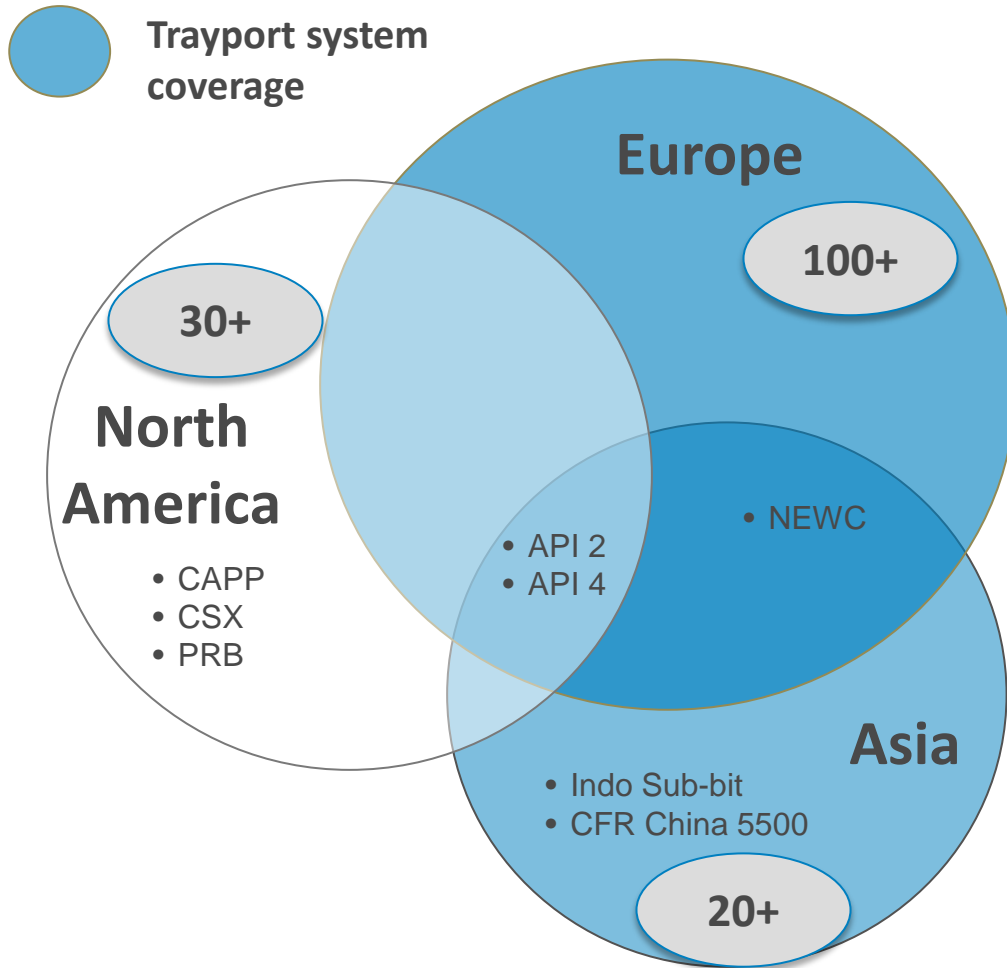 Trayport system
coverage
Europe
100+
30+
North
America
• CAPP
• CSX
• PRB
• API 2
• API 4
• NEWC
Asia
• Indo Sub-bit
• CFR China 5500
20+